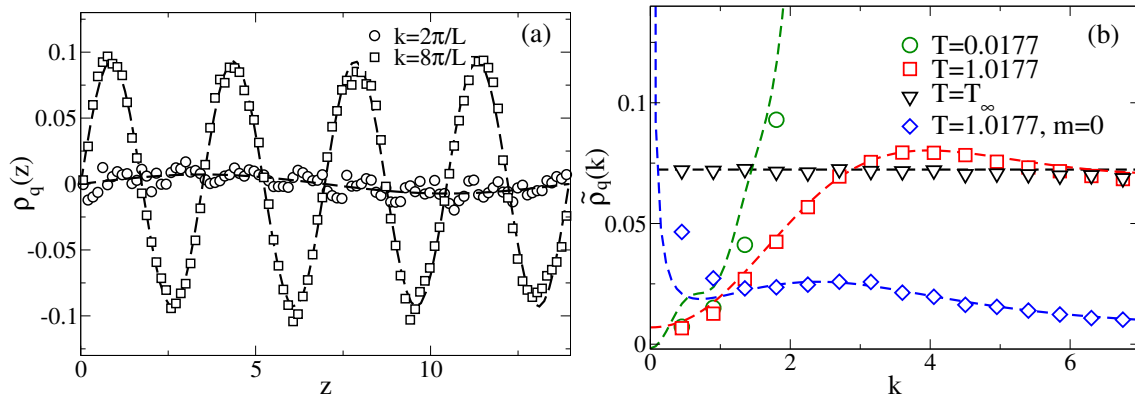 (a)
k=2π/L
k=8π/L
0.1
0.05
0
-0.05
-0.1
ρq(z)
0
5
10
z
(b)
T=0.0177
T=1.0177
T=T∞
T=1.0177, m=0
0.1
0.05
0
ρ̃q(k)
0
2
4
6
k